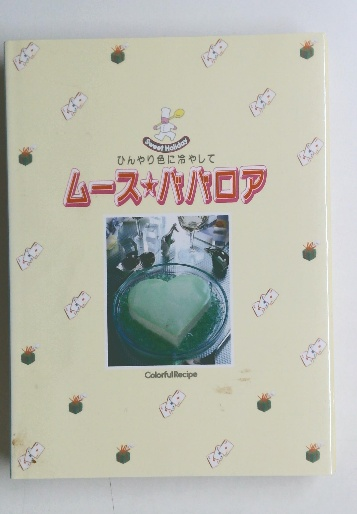 Sweet Holiday
ひんやり色に冷やして
ムース★ババロア
Colorful Recipe